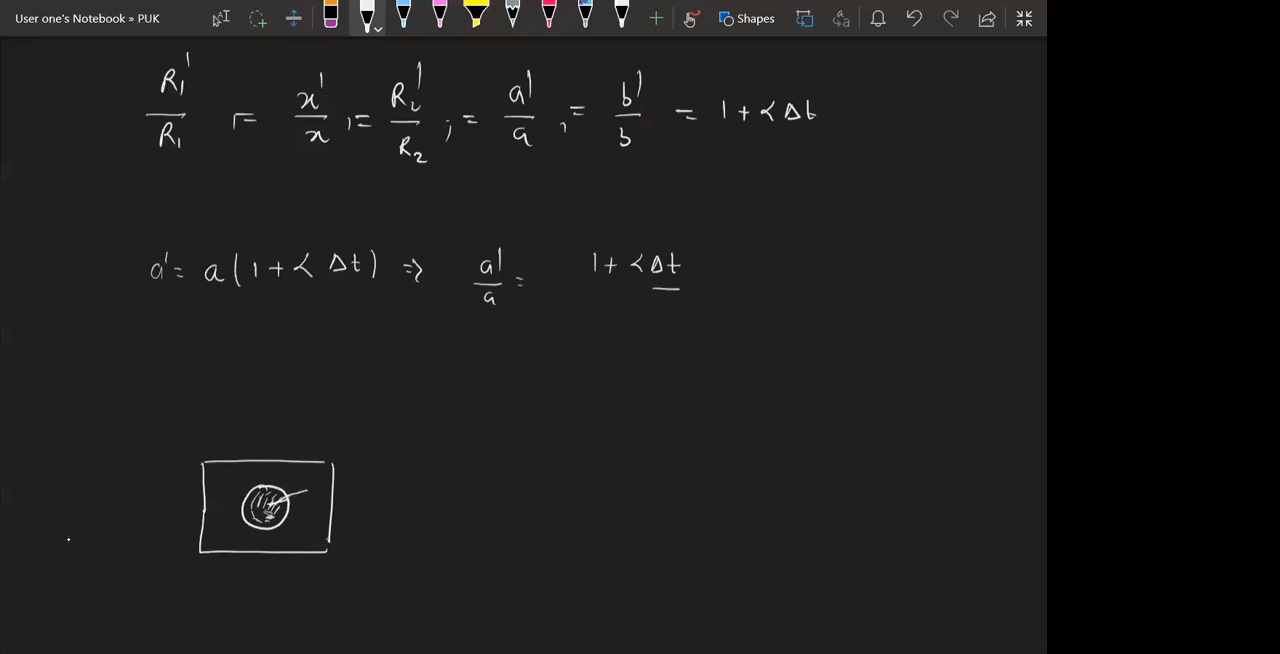 User one's Notebook » PUK
Shapes
R₁'/R₁ = x'/x, = R₂'/R₂; = a'/a, = b'/b = 1 + α Δt
a' = a (1 + α Δt) ⇒ a'/a = 1 + α Δt